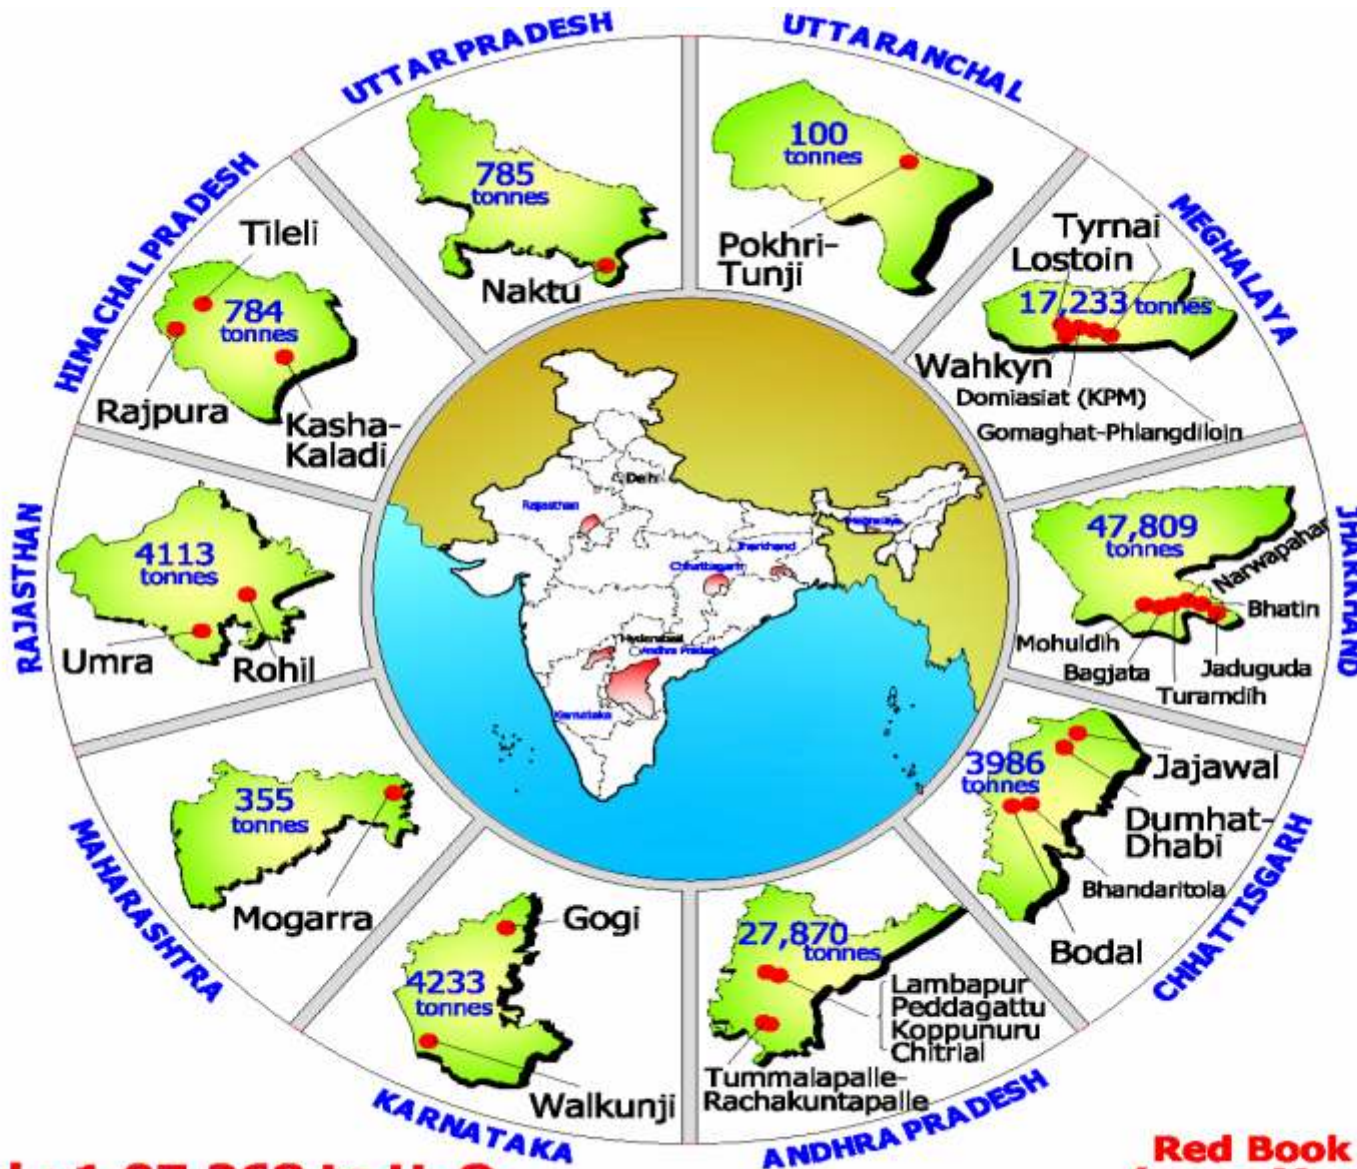 UTTAR PRADESH
UTTARANCHAL
HIMACHAL PRADESH
MEGHALAYA
RAJASTHAN
JHARKHAND
MAHARASHTRA
CHHATTISGARH
KARNATAKA
ANDHRA PRADESH
785
tonnes
Naktu
100
tonnes
Pokhri-
Tunji
Tyrnai
Lostoin
17,233 tonnes
Wahkyn
Domiasiat (KPM)
Gomaghat-Phlangdiloin
47,809
tonnes
Narwapahar
Bhatin
Mohuldih
Bagjata
Jaduguda
Turamdih
3986
tonnes
Jajawal
Dumhat-
Dhabi
Bhandaritola
Bodal
27,870
tonnes
Lambapur
Peddagattu
Koppunuru
Chitrial
Tummalapalle-
Rachakuntapalle
Gogi
4233
tonnes
Walkunji
355
tonnes
Mogarra
4113
tonnes
Umra
Rohil
Tileli
784
tonnes
Rajpura
Kasha-
Kaladi
Delhi
Rajasthan
Jharkhand
Chhattisgarh
Hyderabad
Andhra Pradesh
Karnataka
Red Book